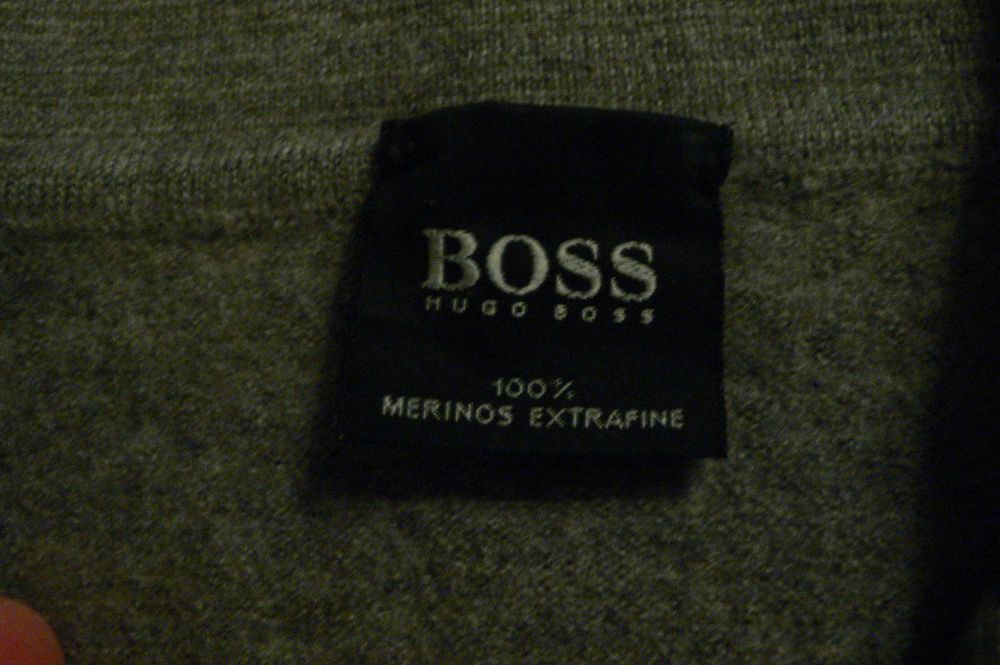 BOSS
HUGO BOSS
100%
MERINOS EXTRAFINE